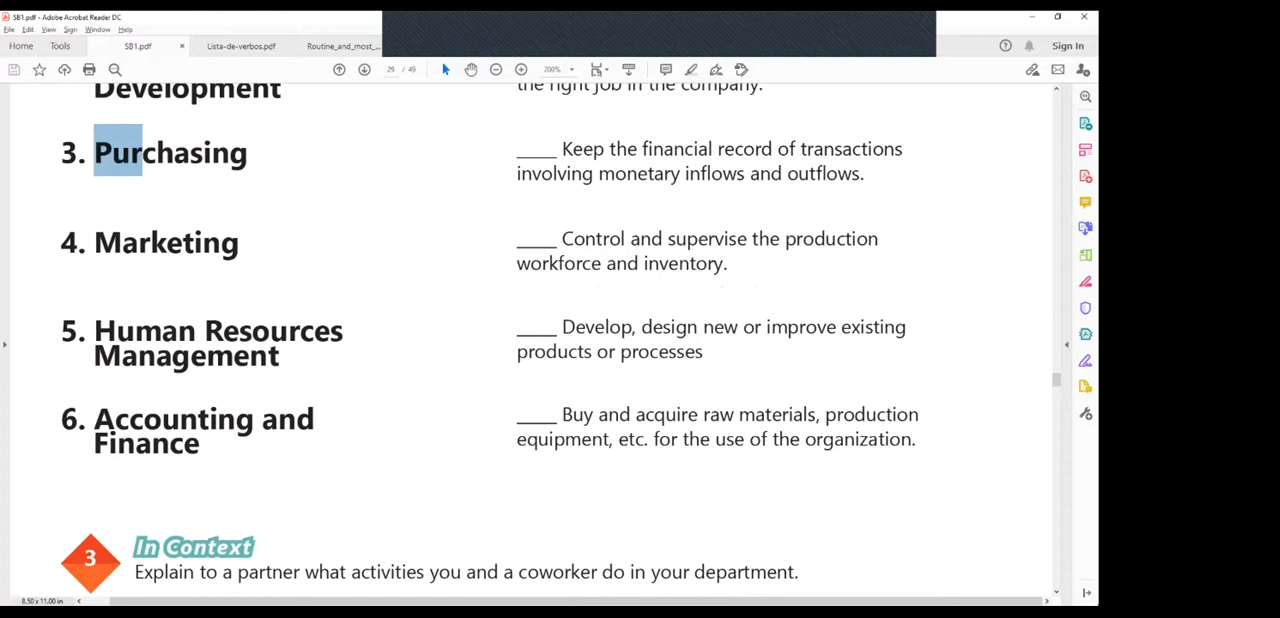 SB1.pdf - Adobe Acrobat Reader DC
File Edit View Sign Window Help
Home Tools SB1.pdf × Lista-de-verbos.pdf Routine_and_most_... Sign In
29 / 49 200%
Development
the right job in the company.
3. Purchasing
____ Keep the financial record of transactions
involving monetary inflows and outflows.
4. Marketing
____ Control and supervise the production
workforce and inventory.
5. Human Resources
Management
____ Develop, design new or improve existing
products or processes
6. Accounting and
Finance
____ Buy and acquire raw materials, production
equipment, etc. for the use of the organization.
3
In Context
Explain to a partner what activities you and a coworker do in your department.
8.50 x 11.00 in